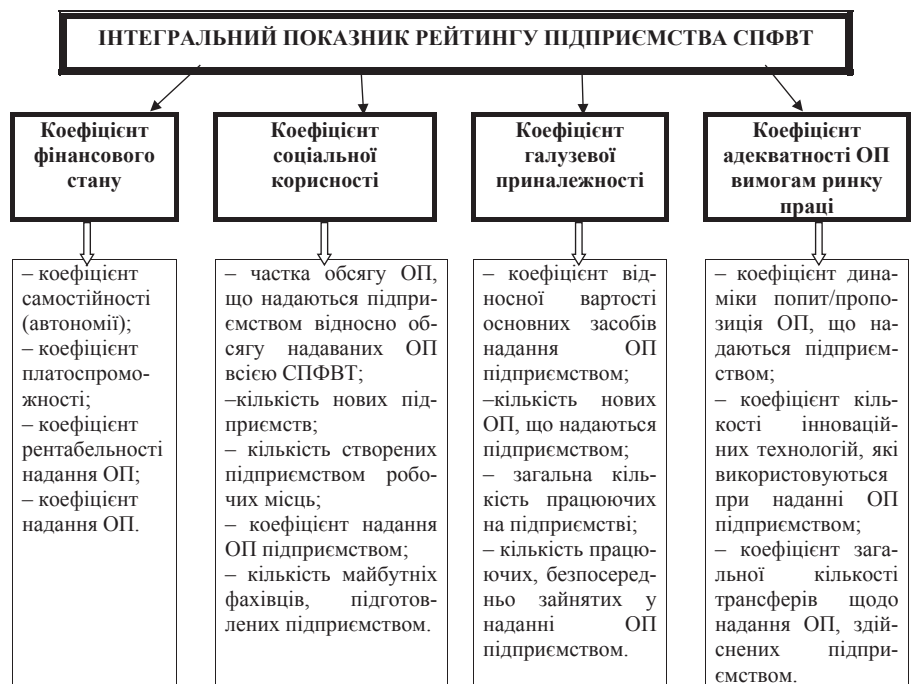 ІНТЕГРАЛЬНИЙ ПОКАЗНИК РЕЙТИНГУ ПІДПРИЄМСТВА СПФВТ
Коефіцієнт
фінансового
стану
Коефіцієнт
соціальної
корисності
Коефіцієнт
галузевої
приналежності
Коефіцієнт
адекватності ОП
вимогам ринку
праці
– коефіцієнт
самостійності
(автономії);
– коефіцієнт
платоспромо-
жності;
– коефіцієнт
рентабельності
надання ОП;
– коефіцієнт
надання ОП.
– частка обсягу ОП,
що надаються підпри-
ємством відносно об-
сягу надаваних ОП
всією СПФВТ;
–кількість нових під-
приємств;
– кількість створених
підприємством робо-
чих місць;
– коефіцієнт надання
ОП підприємством;
– кількість майбутніх
фахівців, підготов-
лених підприємством.
– коефіцієнт від-
носної вартості
основних засобів
надання ОП
підприємством;
–кількість нових
ОП, що надаються
підприємством;
– загальна кіль-
кість працюючих
на підприємстві;
– кількість працю-
ючих, безпосеред-
ньо зайнятих у
наданні ОП
підприємством.
– коефіцієнт дина-
міки попит/пропо-
зиція ОП, що на-
даються підприєм-
ством;
– коефіцієнт кіль-
кості інновацій-
них технологій, які
використовуються
при наданні ОП
підприємством;
– коефіцієнт зага-
льної кількості
трансферів щодо
надання ОП, здій-
снених підпри-
ємством.